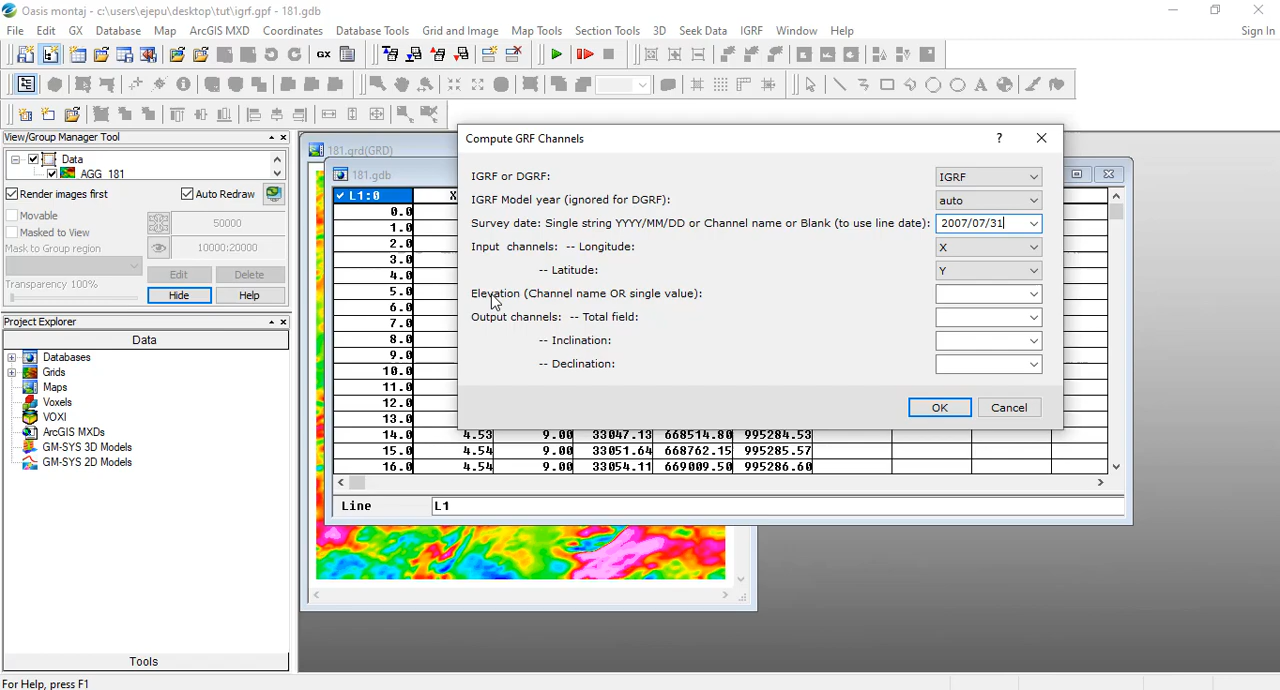 Oasis montaj - c:\users\ejepu\desktop\tut\igrf.gpf - 181.gdb
File Edit GX Database Map ArcGIS MXD Coordinates Database Tools Grid and Image Map Tools Section Tools 3D Seek Data IGRF Window Help Sign In
GX
View/Group Manager Tool
Data
AGG_181
Render images first Auto Redraw
Movable 50000
Masked to View
Mask to Group region 10000:20000
Edit Delete
Transparency 100%
Hide Help
Project Explorer
Data
Databases
Grids
Maps
Voxels
VOXI
ArcGIS MXDs
GM-SYS 3D Models
GM-SYS 2D Models
Tools
181.grd(GRD)
181.gdb
L1:0 X
0.0
1.0
2.0
3.0
4.0
5.0
6.0
7.0
8.0
9.0
10.0
11.0
12.0
13.0
14.0 4.53 9.00 33047.13 668514.80 995284.53
15.0 4.54 9.00 33051.64 668762.15 995285.57
16.0 4.54 9.00 33054.11 669009.50 995286.60
Line L1
Compute GRF Channels
IGRF or DGRF: IGRF
IGRF Model year (ignored for DGRF): auto
Survey date: Single string YYYY/MM/DD or Channel name or Blank (to use line date): 2007/07/31
Input channels: -- Longitude: X
-- Latitude: Y
Elevation (Channel name OR single value):
Output channels: -- Total field:
-- Inclination:
-- Declination:
OK Cancel
For Help, press F1